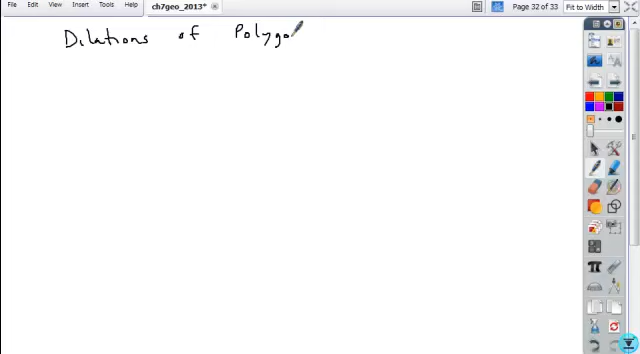 File Edit View Insert Tools Help ch7geo_2013* Page 32 of 33 Fit to Width
Dilations of Polygo